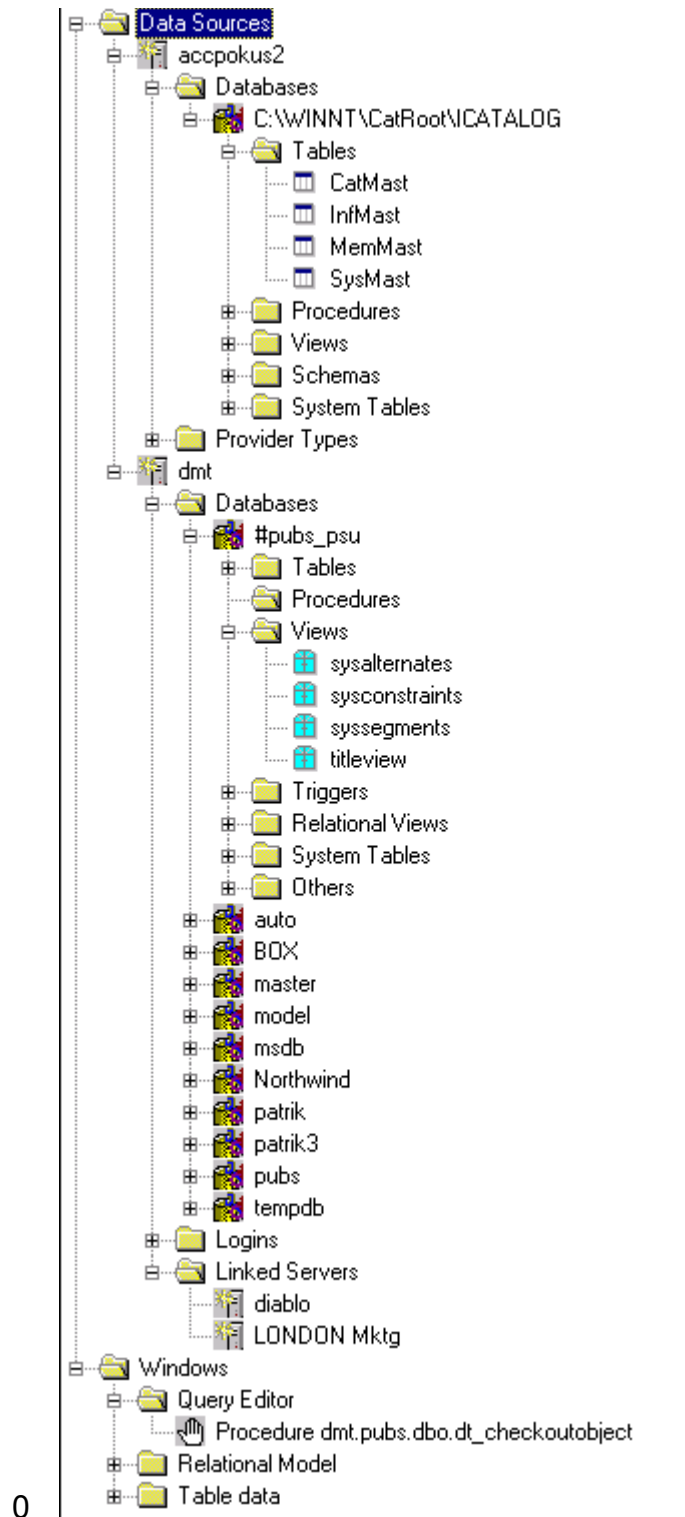 Data Sources
accpokus2
Databases
C:\WINNT\CatRoot\ICATALOG
Tables
CatMast
InfMast
MemMast
SysMast
Procedures
Views
Schemas
System Tables
Provider Types
dmt
Databases
#pubs_psu
Tables
Procedures
Views
sysalternates
sysconstraints
syssegments
titleview
Triggers
Relational Views
System Tables
Others
auto
BOX
master
model
msdb
Northwind
patrik
patrik3
pubs
tempdb
Logins
Linked Servers
diablo
LONDON Mktg
Windows
Query Editor
Procedure dmt.pubs.dbo.dt_checkoutobject
Relational Model
Table data
0